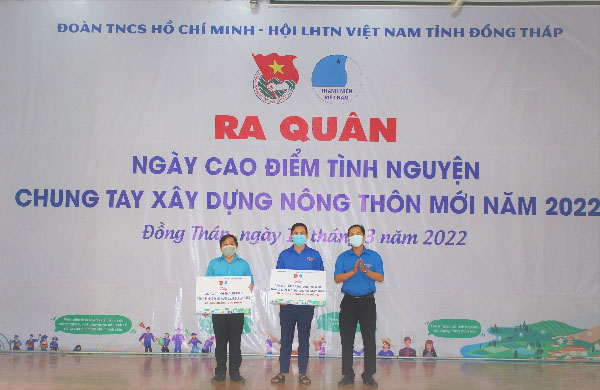 ĐOÀN TNCS HỒ CHÍ MINH - HỘI LHTN VIỆT NAM TỈNH ĐỒNG THÁP
THANH NIÊN
VIỆT NAM
RA QUÂN
NGÀY CAO ĐIỂM TÌNH NGUYỆN
CHUNG TAY XÂY DỰNG NÔNG THÔN MỚI NĂM 2022
Đồng Tháp, ngày 3 năm 2022